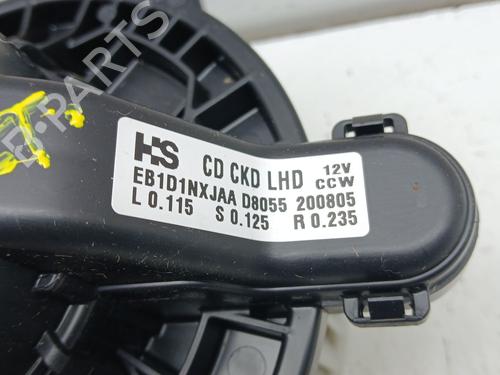 B-PARTS
HS CD CKD LHD 12V CCW
EB1D1NXJAA D8055 200805
L 0.115 S 0.125 R 0.235